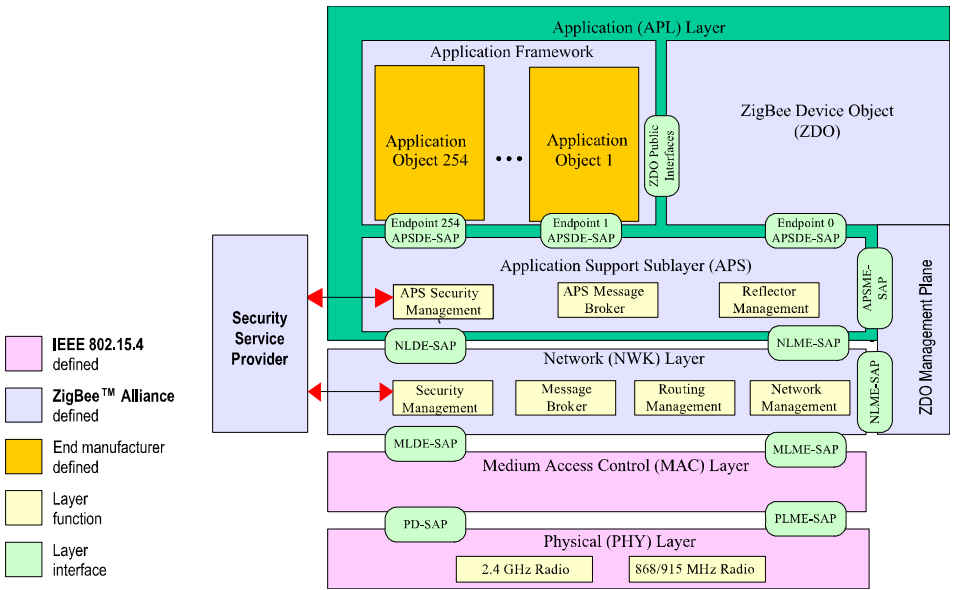 Application (APL) Layer
Application Framework
ZigBee Device Object
(ZDO)
Application
Object 254
Application
Object 1
ZDO Public
Interfaces
Endpoint 254
APSDE-SAP
Endpoint 1
APSDE-SAP
Endpoint 0
APSDE-SAP
Application Support Sublayer (APS)
APS Security
Management
APS Message
Broker
Reflector
Management
APSME-
SAP
Security
Service
Provider
NLDE-SAP
NLME-SAP
Network (NWK) Layer
Security
Management
Message
Broker
Routing
Management
Network
Management
NLME-SAP
ZDO Management Plane
MLDE-SAP
MLME-SAP
Medium Access Control (MAC) Layer
PD-SAP
PLME-SAP
Physical (PHY) Layer
2.4 GHz Radio
868/915 MHz Radio
IEEE 802.15.4
defined
ZigBee™ Alliance
defined
End manufacturer
defined
Layer
function
Layer
interface